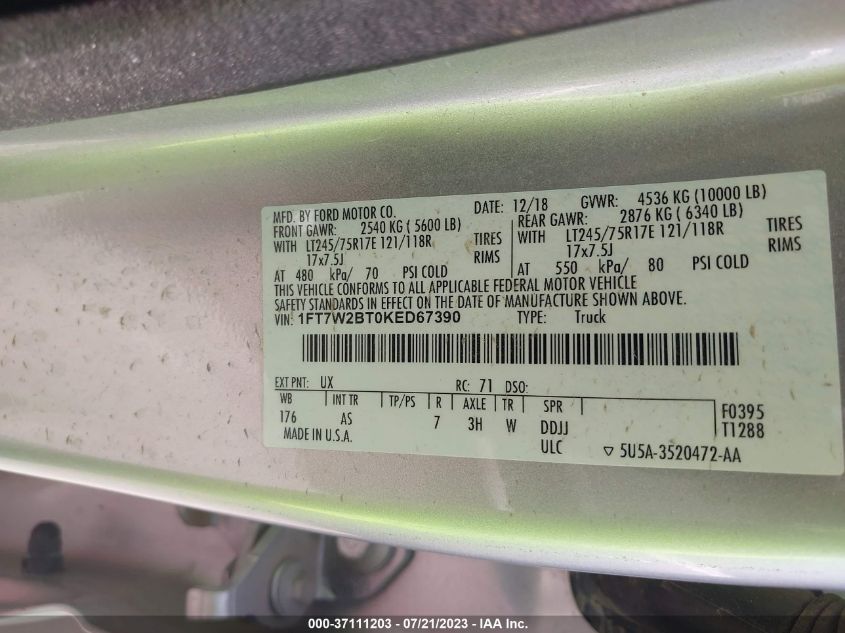 MFD. BY FORD MOTOR CO. DATE: 12/18 GVWR: 4536 KG (10000 LB)
FRONT GAWR: 2540 KG ( 5600 LB) REAR GAWR: 2876 KG ( 6340 LB)
WITH LT245/75R17E 121/118R TIRES WITH LT245/75R17E 121/118R TIRES
17x7.5J RIMS 17x7.5J RIMS
AT 480 kPa/ 70 PSI COLD AT 550 kPa/ 80 PSI COLD
THIS VEHICLE CONFORMS TO ALL APPLICABLE FEDERAL MOTOR VEHICLE
SAFETY STANDARDS IN EFFECT ON THE DATE OF MANUFACTURE SHOWN ABOVE.
VIN: 1FT7W2BT0KED67390 TYPE: Truck
EXT PNT: UX RC: 71 DSO:
WB INT TR TP/PS R AXLE TR SPR
176 AS 7 3H W DDJJ F0395
MADE IN U.S.A. ULC T1288
▽ 5U5A-3520472-AA
000-37111203 - 07/21/2023 - IAA Inc.